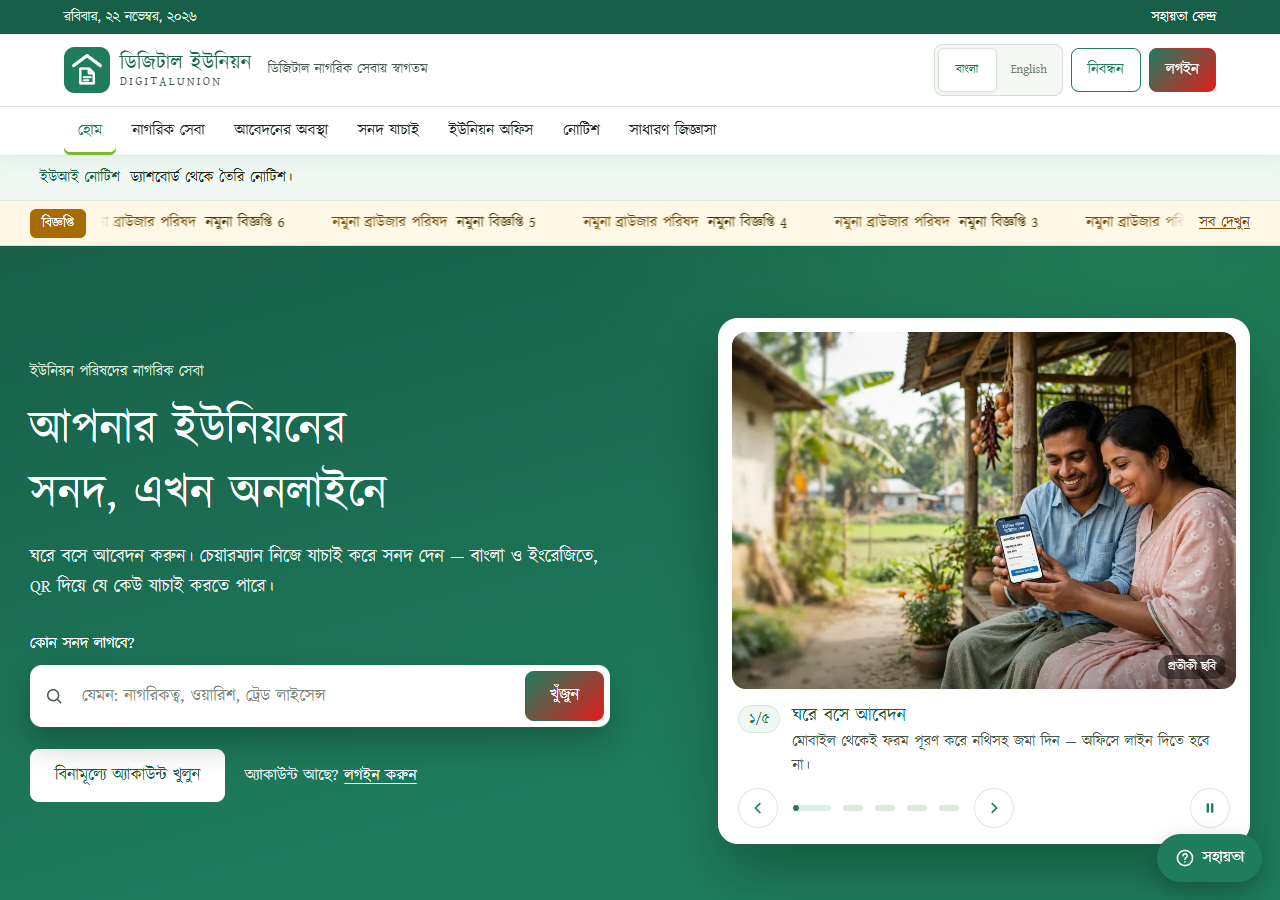 রবিবার, ২২ নভেম্বর, ২০২৬
সহায়তা কেন্দ্র
ডিজিটাল ইউনিয়ন
DIGITALUNION
ডিজিটাল নাগরিক সেবায় স্বাগতম
বাংলা
English
নিবন্ধন
লগইন
হোম নাগরিক সেবা আবেদনের অবস্থা সনদ যাচাই ইউনিয়ন অফিস নোটিশ সাধারণ জিজ্ঞাসা
ইউআই নোটিশ ড্যাশবোর্ড থেকে তৈরি নোটিশ।
বিজ্ঞপ্তি
ব্রাউজার পরিষদ নমুনা বিজ্ঞপ্তি 6 নমুনা ব্রাউজার পরিষদ নমুনা বিজ্ঞপ্তি 5 নমুনা ব্রাউজার পরিষদ নমুনা বিজ্ঞপ্তি 4 নমুনা ব্রাউজার পরিষদ নমুনা বিজ্ঞপ্তি 3 নমুনা ব্রাউজার
সব দেখুন
ইউনিয়ন পরিষদের নাগরিক সেবা
আপনার ইউনিয়নের
সনদ, এখন অনলাইনে
ঘরে বসে আবেদন করুন। চেয়ারম্যান নিজে যাচাই করে সনদ দেন — বাংলা ও ইংরেজিতে,
QR দিয়ে যে কেউ যাচাই করতে পারে।
কোন সনদ লাগবে?
যেমন: নাগরিকত্ব, ওয়ারিশ, ট্রেড লাইসেন্স
খুঁজুন
বিনামূল্যে অ্যাকাউন্ট খুলুন
অ্যাকাউন্ট আছে? লগইন করুন
প্রতীকী ছবি
১/৫
ঘরে বসে আবেদন
মোবাইল থেকেই ফরম পূরণ করে নথিসহ জমা দিন — অফিসে লাইন দিতে হবে
না।
সহায়তা